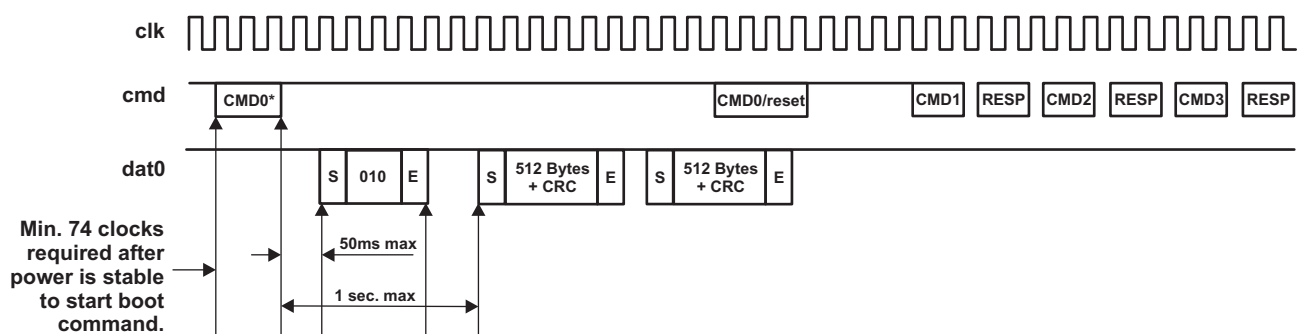 clk
cmd
CMD0*
CMD0/reset
CMD1
RESP
CMD2
RESP
CMD3
RESP
dat0
S
010
E
S
512 Bytes
+ CRC
E
S
512 Bytes
+ CRC
E
Min. 74 clocks
required after
power is stable
to start boot
command.
50ms max
1 sec. max